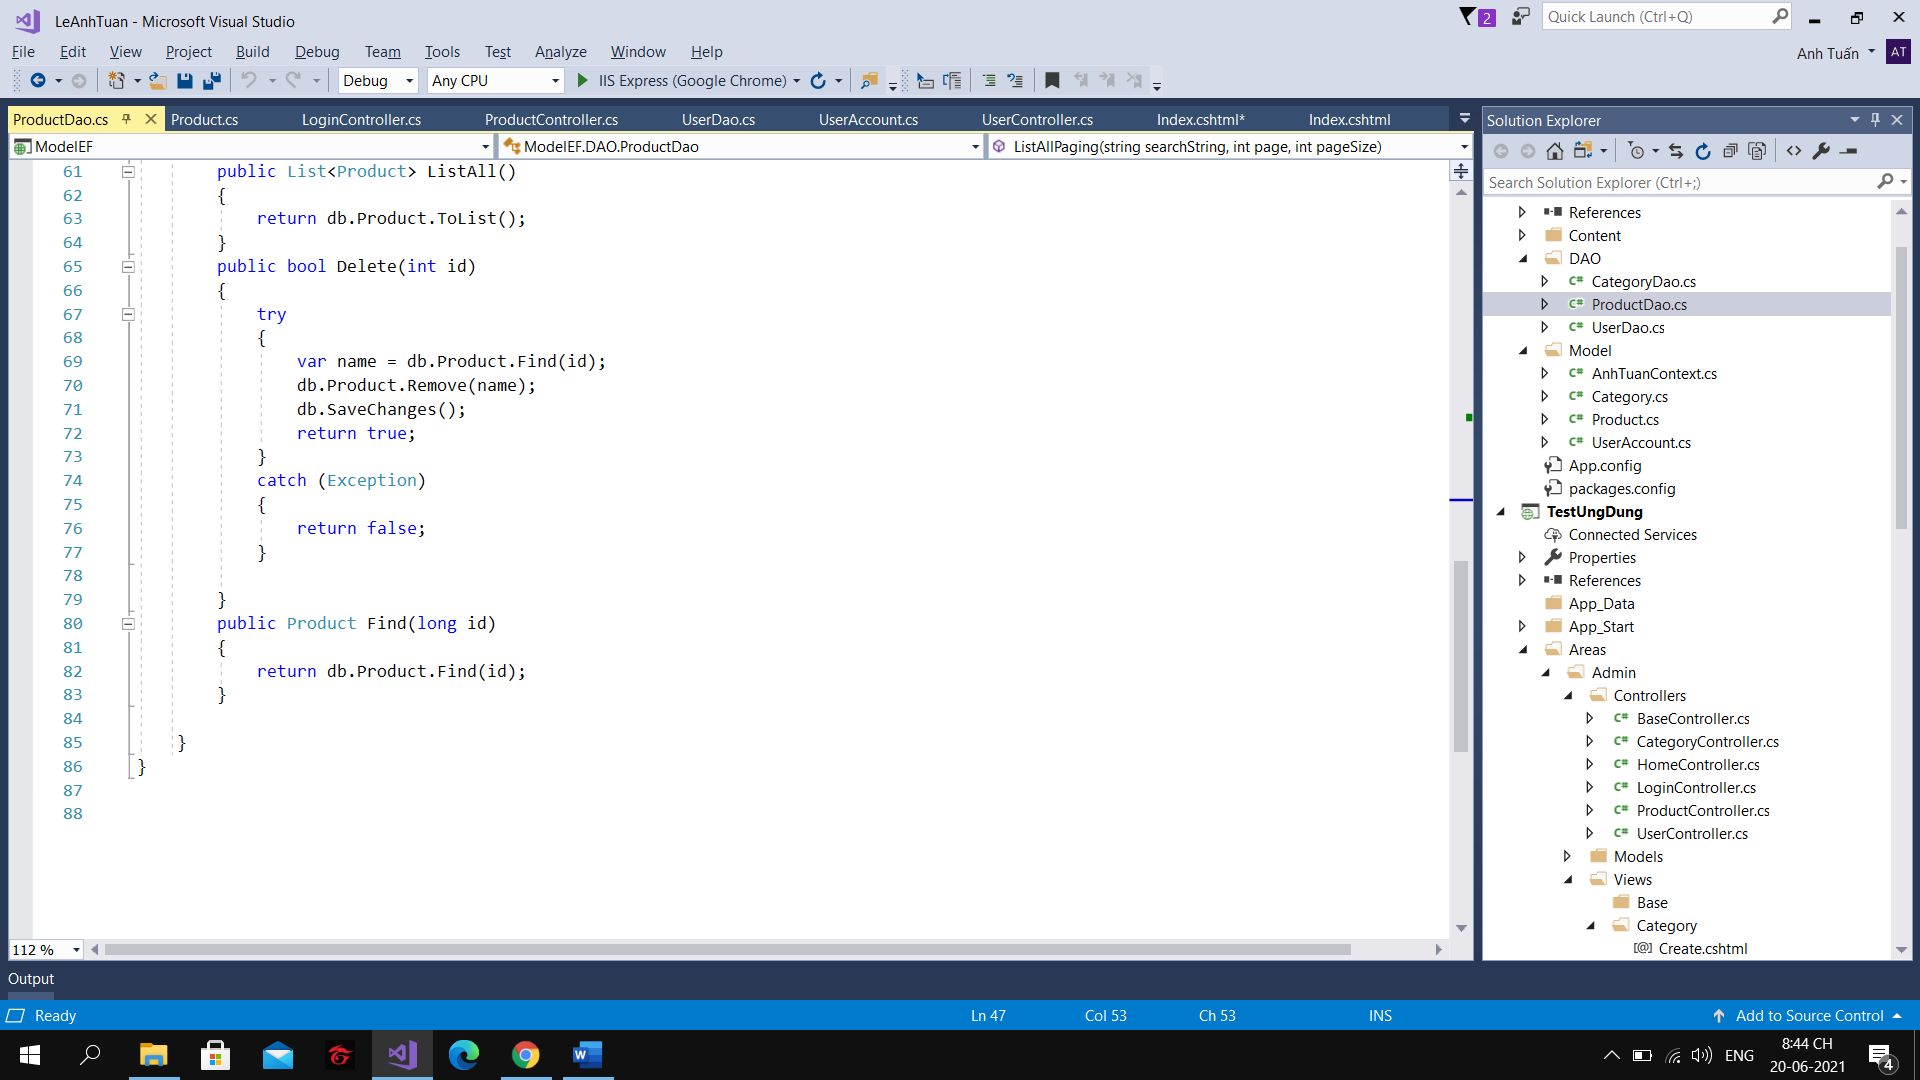 LeAnhTuan - Microsoft Visual Studio
2
Quick Launch (Ctrl+Q)
File Edit View Project Build Debug Team Tools Test Analyze Window Help
Anh Tuấn AT
Debug Any CPU IIS Express (Google Chrome)
ProductDao.cs Product.cs LoginController.cs ProductController.cs UserDao.cs UserAccount.cs UserController.cs Index.cshtml* Index.cshtml
ModelEF ModelEF.DAO.ProductDao ListAllPaging(string searchString, int page, int pageSize)
61 public List<Product> ListAll()
62 {
63 return db.Product.ToList();
64 }
65 public bool Delete(int id)
66 {
67 try
68 {
69 var name = db.Product.Find(id);
70 db.Product.Remove(name);
71 db.SaveChanges();
72 return true;
73 }
74 catch (Exception)
75 {
76 return false;
77 }
78
79 }
80 public Product Find(long id)
81 {
82 return db.Product.Find(id);
83 }
84
85 }
86 }
87
88
112 %
Solution Explorer
Search Solution Explorer (Ctrl+;)
References
Content
DAO
C# CategoryDao.cs
C# ProductDao.cs
C# UserDao.cs
Model
C# AnhTuanContext.cs
C# Category.cs
C# Product.cs
C# UserAccount.cs
App.config
packages.config
TestUngDung
Connected Services
Properties
References
App_Data
App_Start
Areas
Admin
Controllers
C# BaseController.cs
C# CategoryController.cs
C# HomeController.cs
C# LoginController.cs
C# ProductController.cs
C# UserController.cs
Models
Views
Base
Category
[@] Create.cshtml
Output
Ready Ln 47 Col 53 Ch 53 INS Add to Source Control
W ENG 8:44 CH
20-06-2021 4